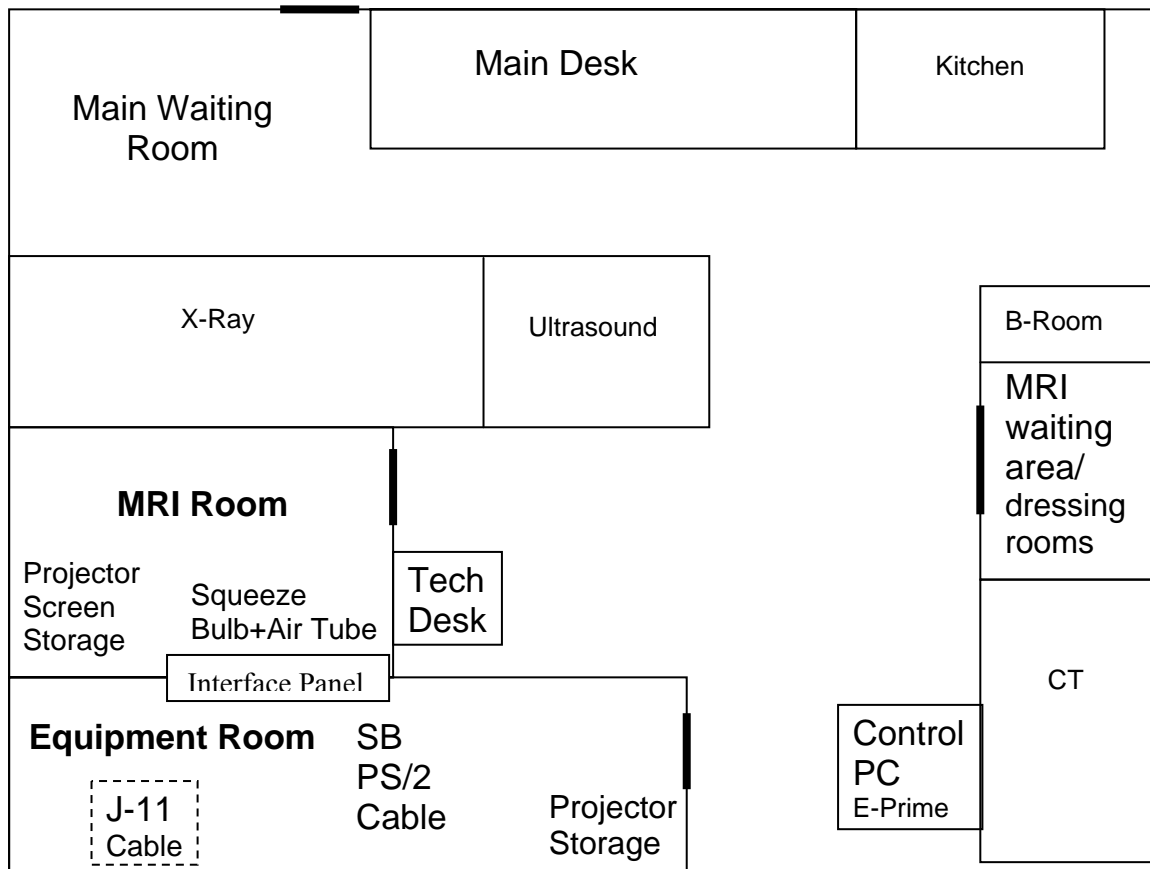 Main Desk
Kitchen
Main Waiting
Room
X-Ray
Ultrasound
B-Room
MRI
waiting
area/
dressing
rooms
MRI Room
Projector
Screen
Storage
Squeeze
Bulb+Air Tube
Tech
Desk
Interface Panel
CT
Equipment Room
SB
PS/2
Cable
J-11
Cable
Projector
Storage
Control
PC
E-Prime